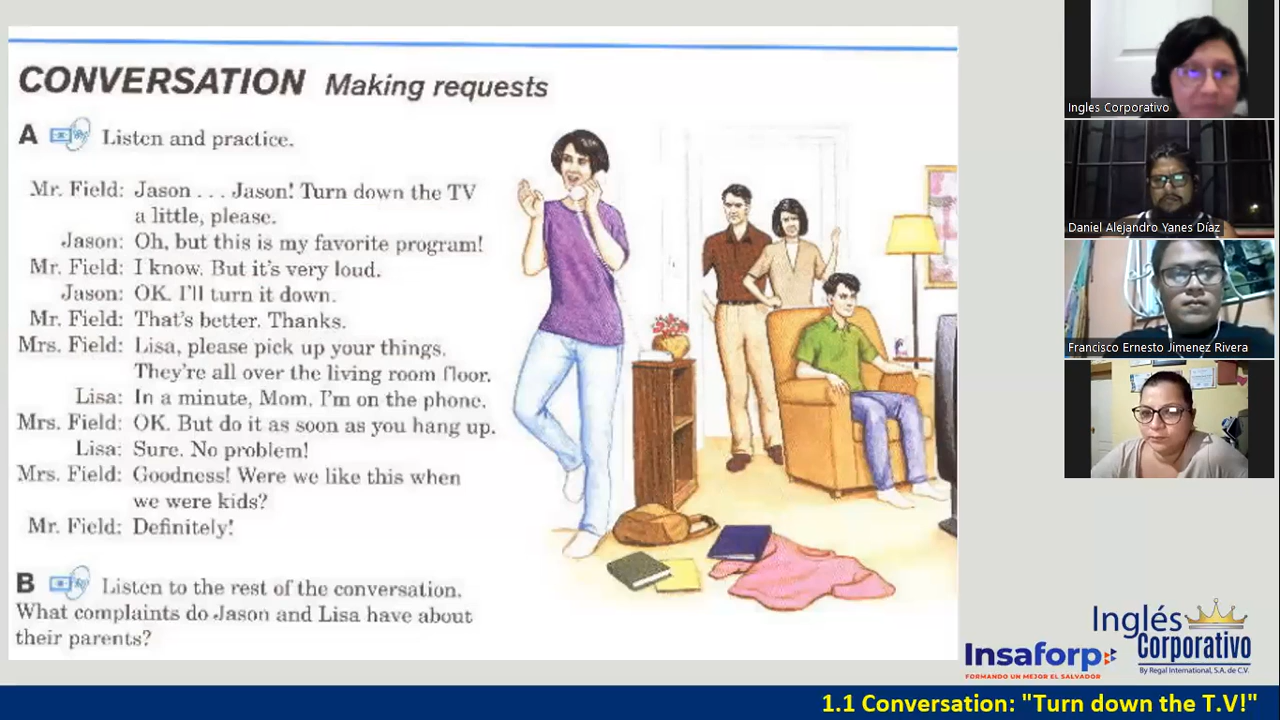 CONVERSATION Making requests
A Listen and practice.
Mr. Field: Jason . . . Jason! Turn down the TV
a little, please.
Jason: Oh, but this is my favorite program!
Mr. Field: I know. But it's very loud.
Jason: OK. I'll turn it down.
Mr. Field: That's better. Thanks.
Mrs. Field: Lisa, please pick up your things.
They're all over the living room floor.
Lisa: In a minute, Mom. I'm on the phone.
Mrs. Field: OK. But do it as soon as you hang up.
Lisa: Sure. No problem!
Mrs. Field: Goodness! Were we like this when
we were kids?
Mr. Field: Definitely!
B Listen to the rest of the conversation.
What complaints do Jason and Lisa have about
their parents?
Ingles Corporativo
Daniel Alejandro Yanes Díaz
Francisco Ernesto Jimenez Rivera
Inglés
Corporativo
By Regal International, S.A. de C.V.
Insaforp
FORMANDO UN MEJOR EL SALVADOR
1.1 Conversation: "Turn down the T.V!"